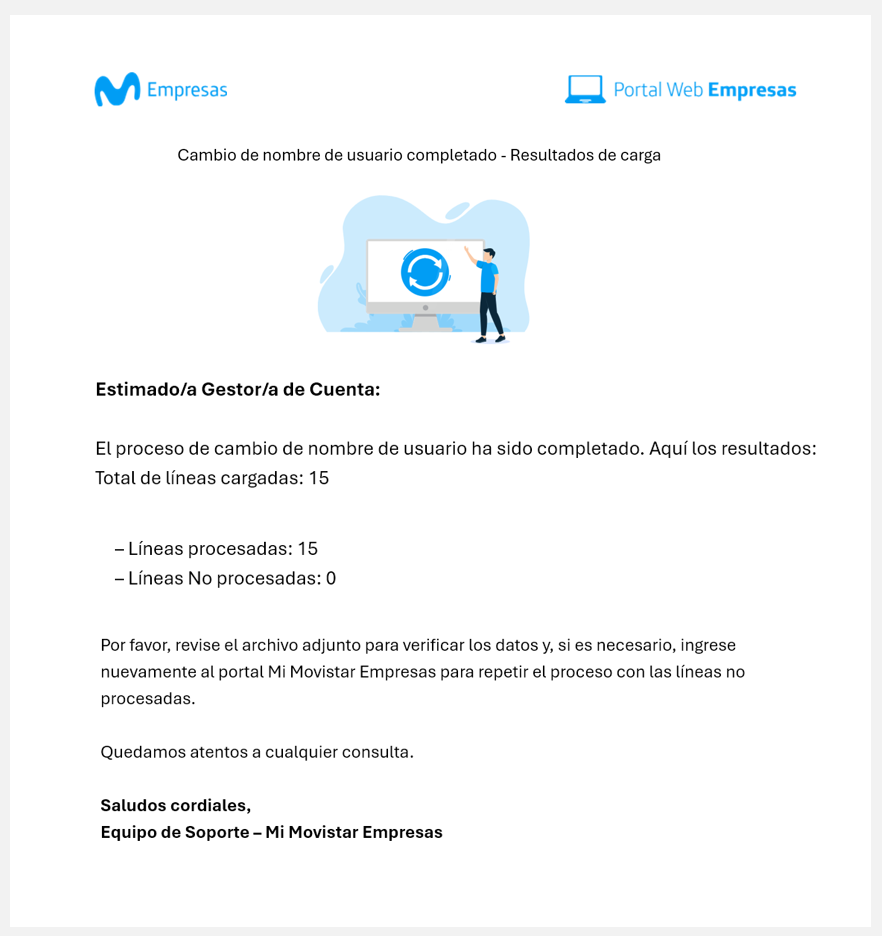 Empresas
Portal Web Empresas
Cambio de nombre de usuario completado - Resultados de carga
Estimado/a Gestor/a de Cuenta:
El proceso de cambio de nombre de usuario ha sido completado. Aquí los resultados:
Total de líneas cargadas: 15
– Líneas procesadas: 15
– Líneas No procesadas: 0
Por favor, revise el archivo adjunto para verificar los datos y, si es necesario, ingrese
nuevamente al portal Mi Movistar Empresas para repetir el proceso con las líneas no
procesadas.
Quedamos atentos a cualquier consulta.
Saludos cordiales,
Equipo de Soporte – Mi Movistar Empresas